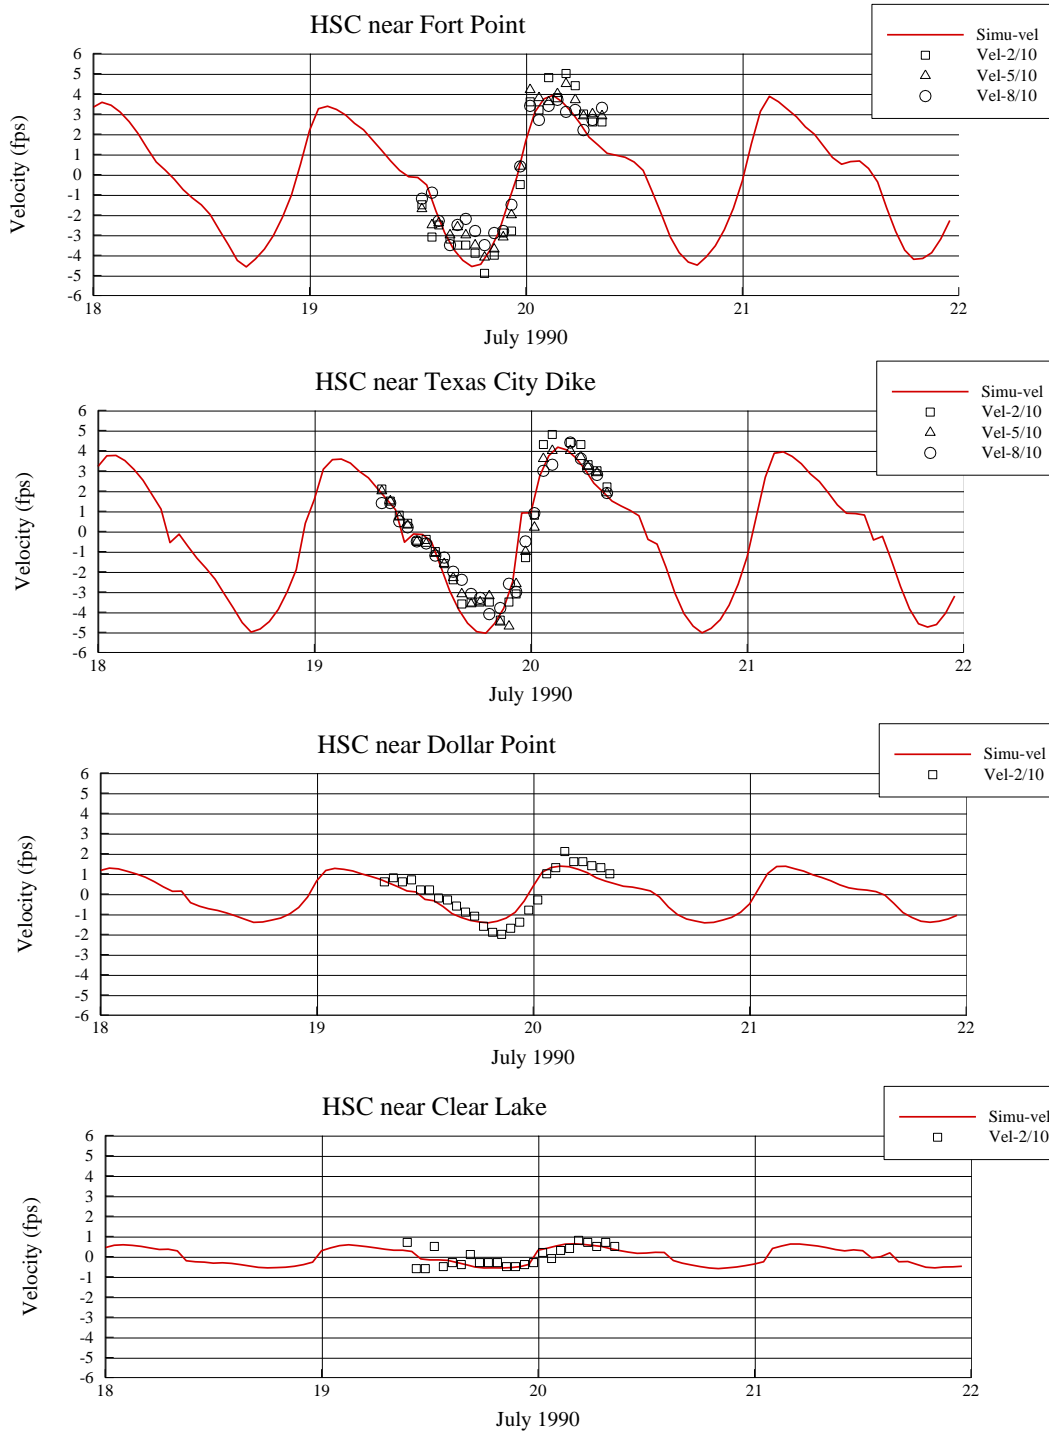 HSC near Fort Point
Simu-vel
Vel-2/10
Vel-5/10
Vel-8/10
Velocity (fps)
6
5
4
3
2
1
0
-1
-2
-3
-4
-5
-6
18 19 20 21 22
July 1990
HSC near Texas City Dike
Simu-vel
Vel-2/10
Vel-5/10
Vel-8/10
Velocity (fps)
6
5
4
3
2
1
0
-1
-2
-3
-4
-5
-6
18 19 20 21 22
July 1990
HSC near Dollar Point
Simu-vel
Vel-2/10
Velocity (fps)
6
5
4
3
2
1
0
-1
-2
-3
-4
-5
-6
18 19 20 21 22
July 1990
HSC near Clear Lake
Simu-vel
Vel-2/10
Velocity (fps)
6
5
4
3
2
1
0
-1
-2
-3
-4
-5
-6
18 19 20 21 22
July 1990